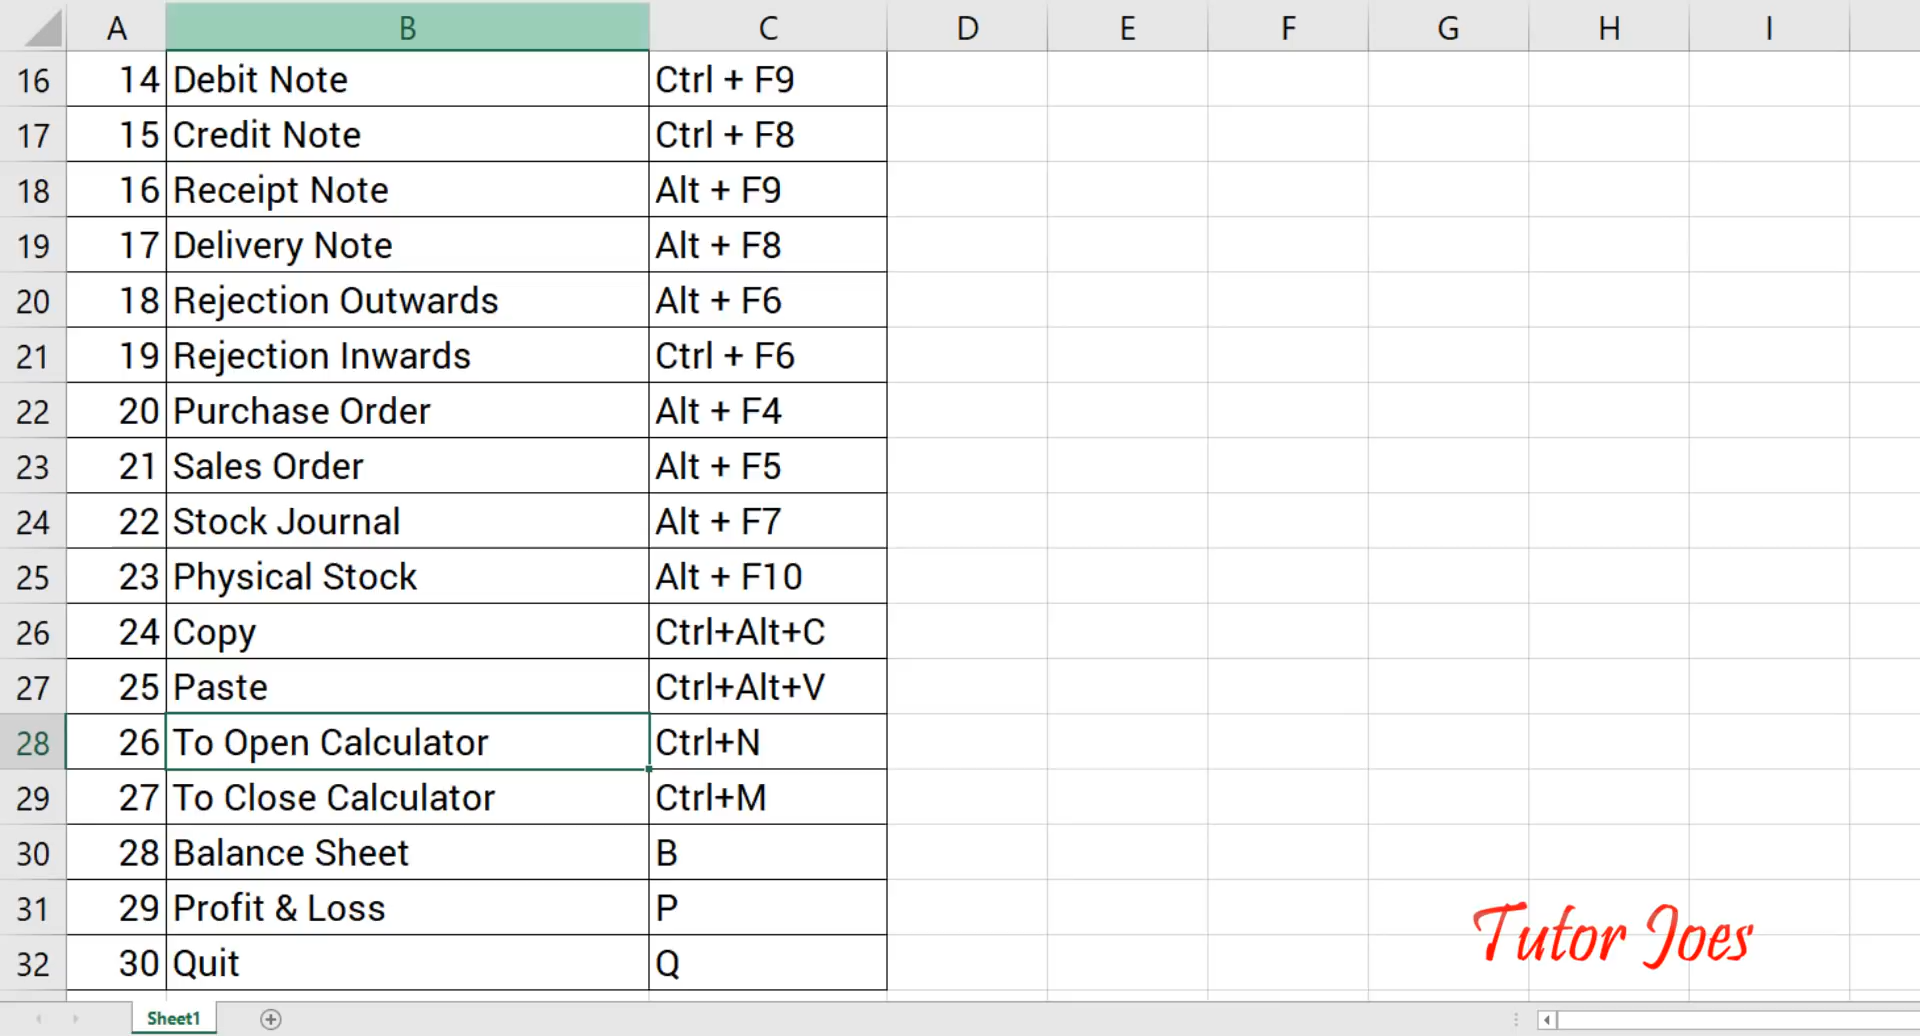 A B C D E F G H I
16 14 Debit Note Ctrl + F9
17 15 Credit Note Ctrl + F8
18 16 Receipt Note Alt + F9
19 17 Delivery Note Alt + F8
20 18 Rejection Outwards Alt + F6
21 19 Rejection Inwards Ctrl + F6
22 20 Purchase Order Alt + F4
23 21 Sales Order Alt + F5
24 22 Stock Journal Alt + F7
25 23 Physical Stock Alt + F10
26 24 Copy Ctrl+Alt+C
27 25 Paste Ctrl+Alt+V
28 26 To Open Calculator Ctrl+N
29 27 To Close Calculator Ctrl+M
30 28 Balance Sheet B
31 29 Profit & Loss P
32 30 Quit Q
Tutor Joes
Sheet1